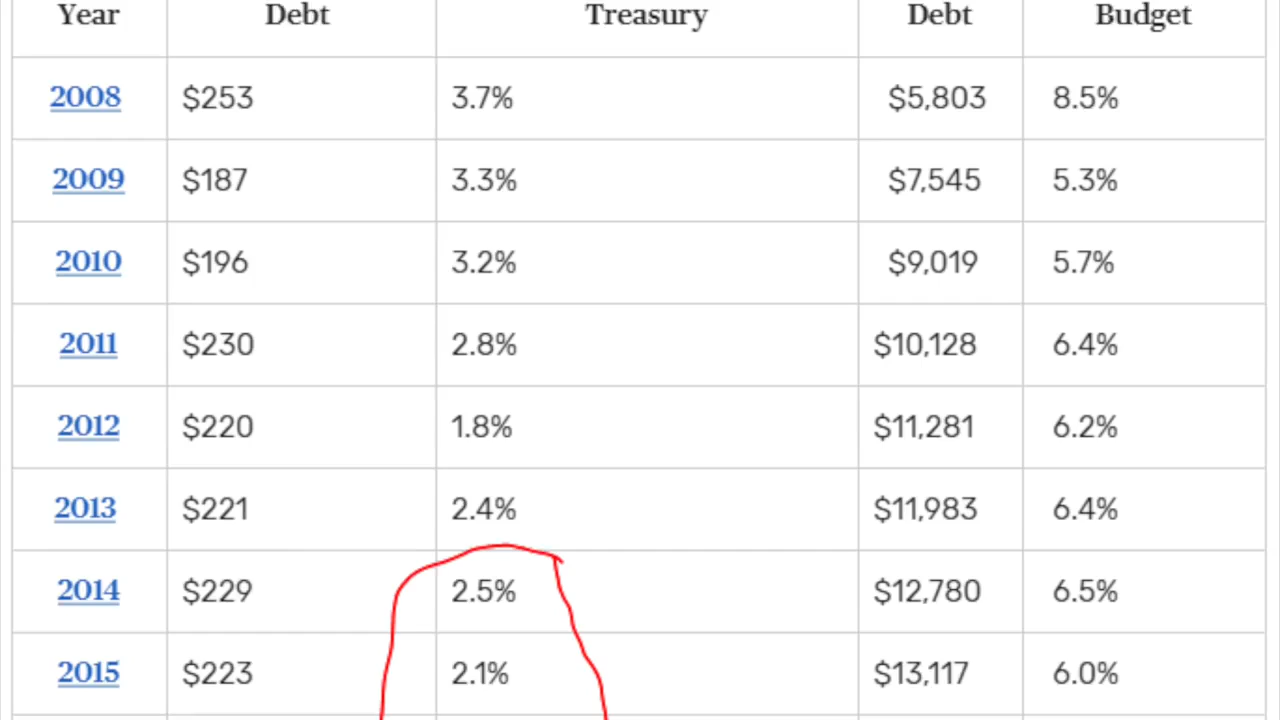 Year Debt Treasury Debt Budget
2008 $253 3.7% $5,803 8.5%
2009 $187 3.3% $7,545 5.3%
2010 $196 3.2% $9,019 5.7%
2011 $230 2.8% $10,128 6.4%
2012 $220 1.8% $11,281 6.2%
2013 $221 2.4% $11,983 6.4%
2014 $229 2.5% $12,780 6.5%
2015 $223 2.1% $13,117 6.0%